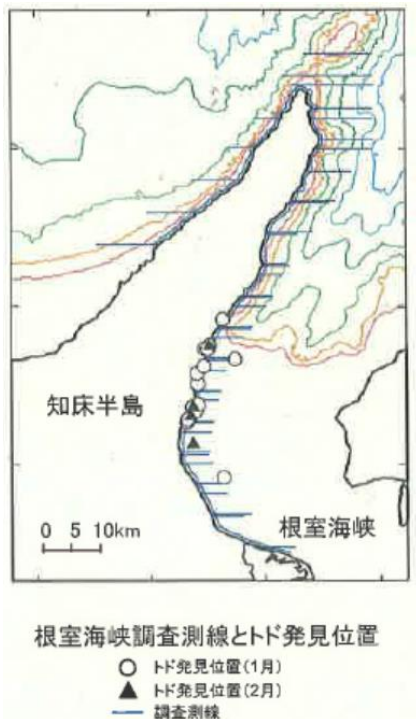 知床半島
根室海峡
0 5 10km
根室海峡調査測線とトド発見位置
トド発見位置(1月)
トド発見位置(2月)
調査測線